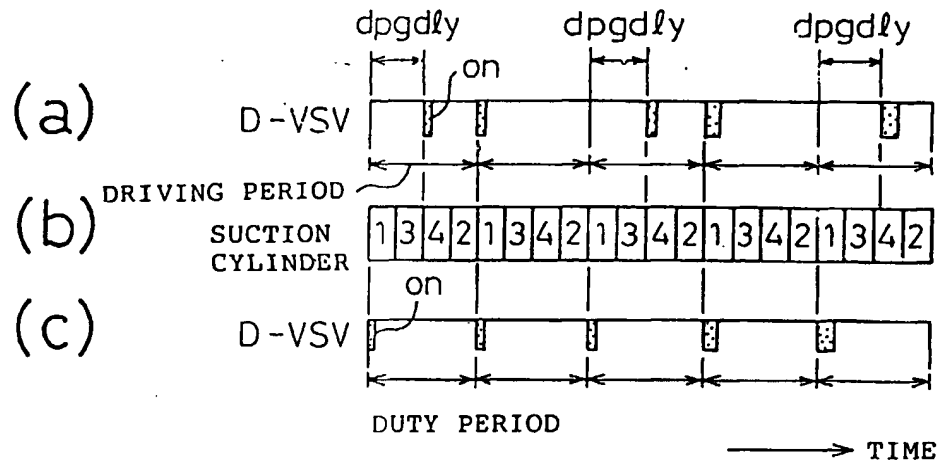 dpgdly dpgdly dpgdly
on
(a) D-VSV
DRIVING PERIOD
(b) SUCTION CYLINDER 1 3 4 2 1 3 4 2 1 3 4 2 1 3 4 2 1 3 4 2
on
(c) D-VSV
DUTY PERIOD
TIME